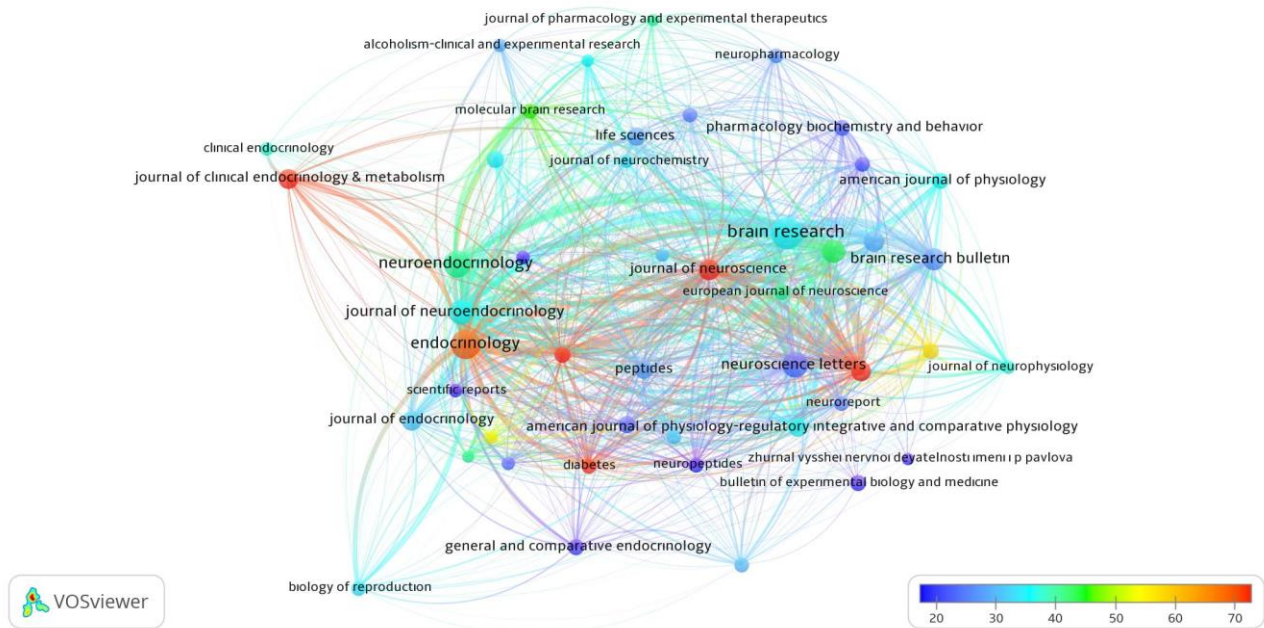 journal of pharmacology and experimental therapeutics
alcoholism-clinical and experimental research
neuropharmacology
molecular brain research
pharmacology biochemistry and behavior
life sciences
clinical endocrinology
journal of neurochemistry
journal of clinical endocrinology & metabolism
american journal of physiology
brain research
neuroendocrinology
brain research bulletin
journal of neuroscience
european journal of neuroscience
journal of neuroendocrinology
endocrinology
neuroscience letters
journal of neurophysiology
peptides
scientific reports
neuroreport
journal of endocrinology
american journal of physiology-regulatory integrative and comparative physiology
diabetes
neuropeptides
zhurnal vysshei nervnoi deyatelnosti imeni i p pavlova
bulletin of experimental biology and medicine
general and comparative endocrinology
biology of reproduction
VOSviewer
20 30 40 50 60 70